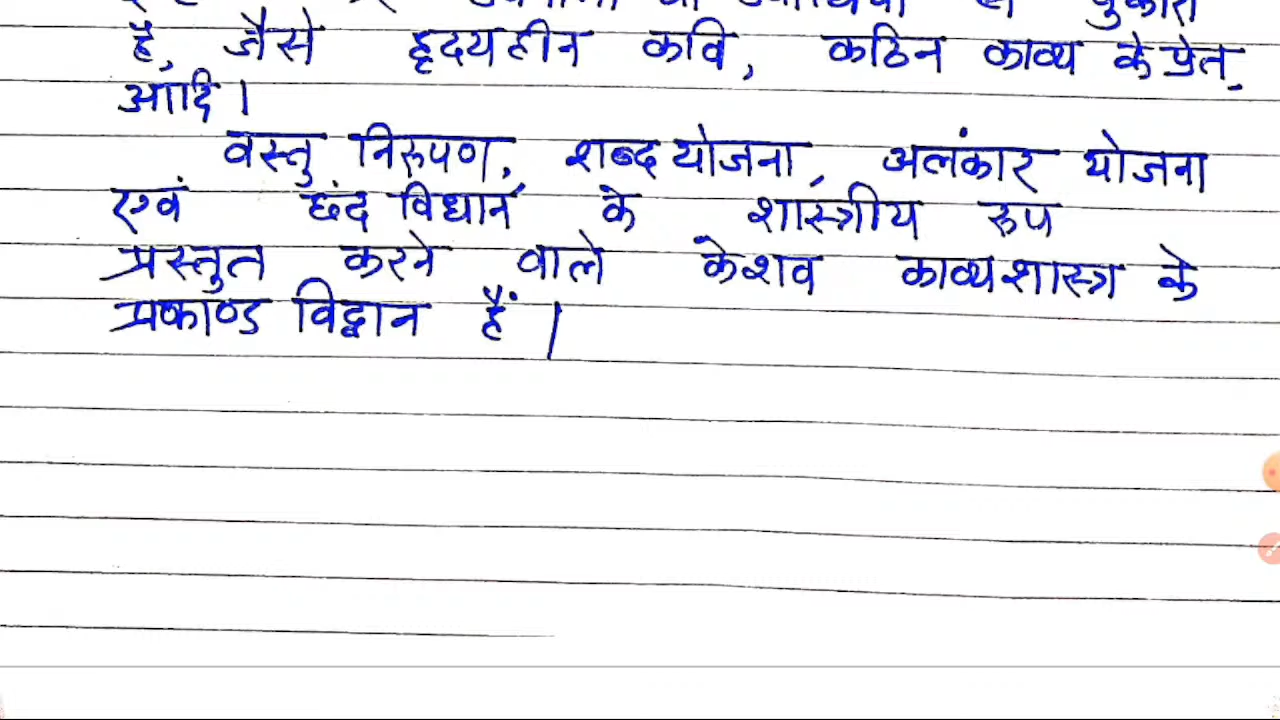 पुकारा
है, जैसे हृदयहीन कवि, कठिन काव्य के प्रेत,
आदि।
वस्तु निरुपण, शब्द योजना, अलंकार योजना
एवं छंद विधान के शास्त्रीय रुप
प्रस्तुत करने वाले केशव काव्यशास्त्र के
प्रकाण्ड विद्वान हैं।